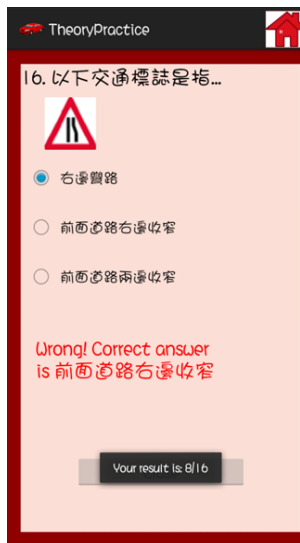 TheoryPractice
16. 以下交通標誌是指...
右邊彎路
前面道路右邊收窄
前面道路兩邊收窄
Wrong! Correct answer
is 前面道路右邊收窄
Your result is: 8/16